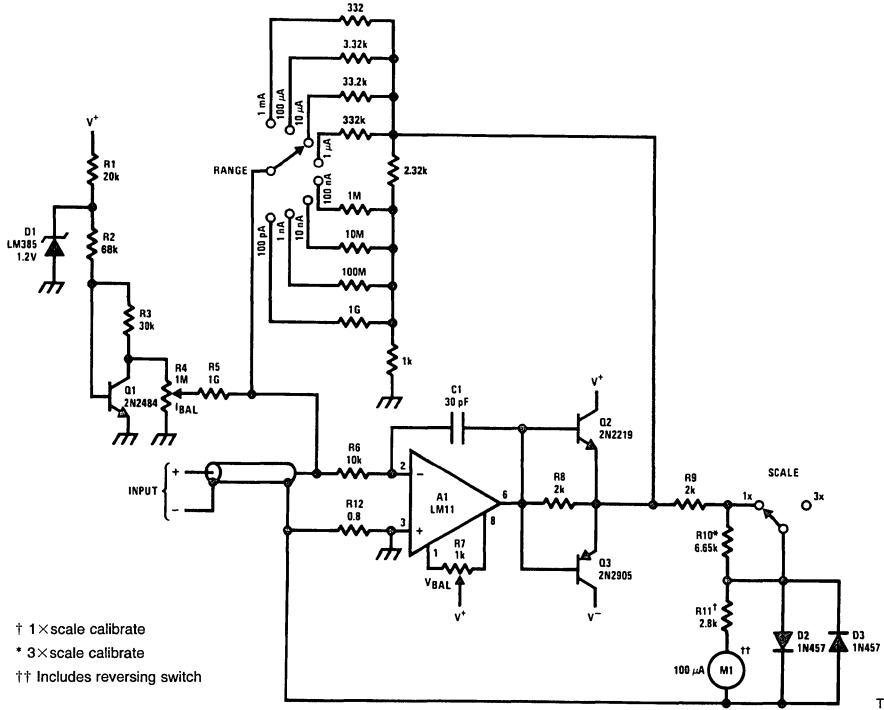 332
3.32k
33.2k
332k
1 mA
100 µA
10 µA
1 µA
100 nA
10 nA
1 nA
100 pA
RANGE
2.32k
1M
10M
100M
1G
1k
V+
R1
20k
D1
LM385
1.2V
R2
68k
R3
30k
R4
1M
IBAL
R5
1G
Q1
2N2484
C1
30 pF
V+
Q2
2N2219
INPUT
+
−
R6
10k
R12
0.8
2
−
3
+
A1
LM11
6
8
1
R7
1k
VBAL
V+
R8
2k
Q3
2N2905
V−
R9
2k
SCALE
1x
3x
R10*
6.65k
R11†
2.8k
D2
1N457
D3
1N457
100 µA
M1
††
† 1×scale calibrate
* 3×scale calibrate
†† Includes reversing switch
T